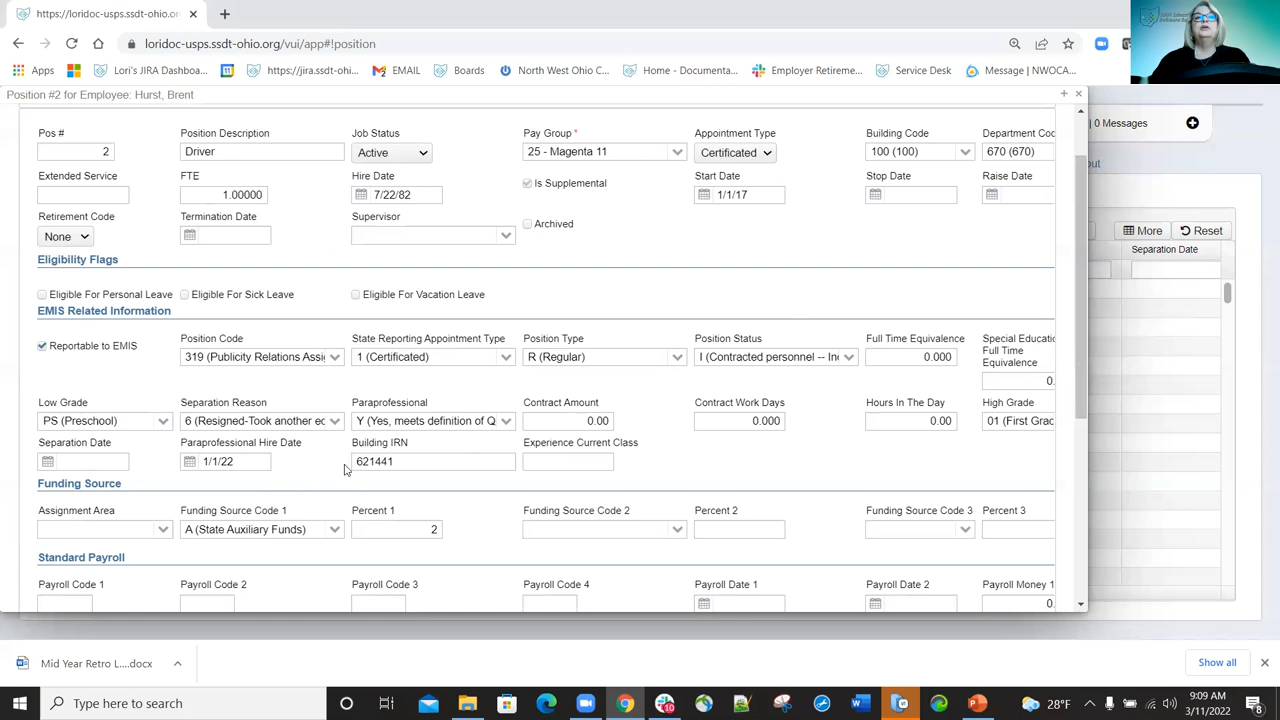 https://loridoc-usps.ssdt-ohio.or
loridoc-usps.ssdt-ohio.org/vui/app#!position
Apps
Lori's JIRA Dashboa...
https://jira.ssdt-ohi...
EMAIL
Boards
North West Ohio C...
Home - Documenta...
Employer Retireme...
Service Desk
Message | NWOCA...
Position #2 for Employee: Hurst, Brent
| 0 Messages
Pos #
Position Description
Job Status
Pay Group *
Appointment Type
Building Code
Department Co
2
Driver
Active
25 - Magenta 11
Certificated
100 (100)
670 (670)
Extended Service
FTE
Hire Date
Is Supplemental
Start Date
Stop Date
Raise Date
1.00000
7/22/82
1/1/17
Retirement Code
Termination Date
Supervisor
Archived
None
More
Reset
Separation Date
Eligibility Flags
Eligible For Personal Leave
Eligible For Sick Leave
Eligible For Vacation Leave
EMIS Related Information
Reportable to EMIS
Position Code
State Reporting Appointment Type
Position Type
Position Status
Full Time Equivalence
Special Educati
Full Time
Equivalence
319 (Publicity Relations Assi
1 (Certificated)
R (Regular)
I (Contracted personnel -- In
0.000
0.
Low Grade
Separation Reason
Paraprofessional
Contract Amount
Contract Work Days
Hours In The Day
High Grade
PS (Preschool)
6 (Resigned-Took another ec
Y (Yes, meets definition of Q
0.00
0.000
0.00
01 (First Grad
Separation Date
Paraprofessional Hire Date
Building IRN
Experience Current Class
1/1/22
621441
Funding Source
Assignment Area
Funding Source Code 1
Percent 1
Funding Source Code 2
Percent 2
Funding Source Code 3
Percent 3
A (State Auxiliary Funds)
2
Standard Payroll
Payroll Code 1
Payroll Code 2
Payroll Code 3
Payroll Code 4
Payroll Date 1
Payroll Date 2
Payroll Money 1
0.
Mid Year Retro L....docx
Show all
Type here to search
10
28°F
9:09 AM
3/11/2022
8